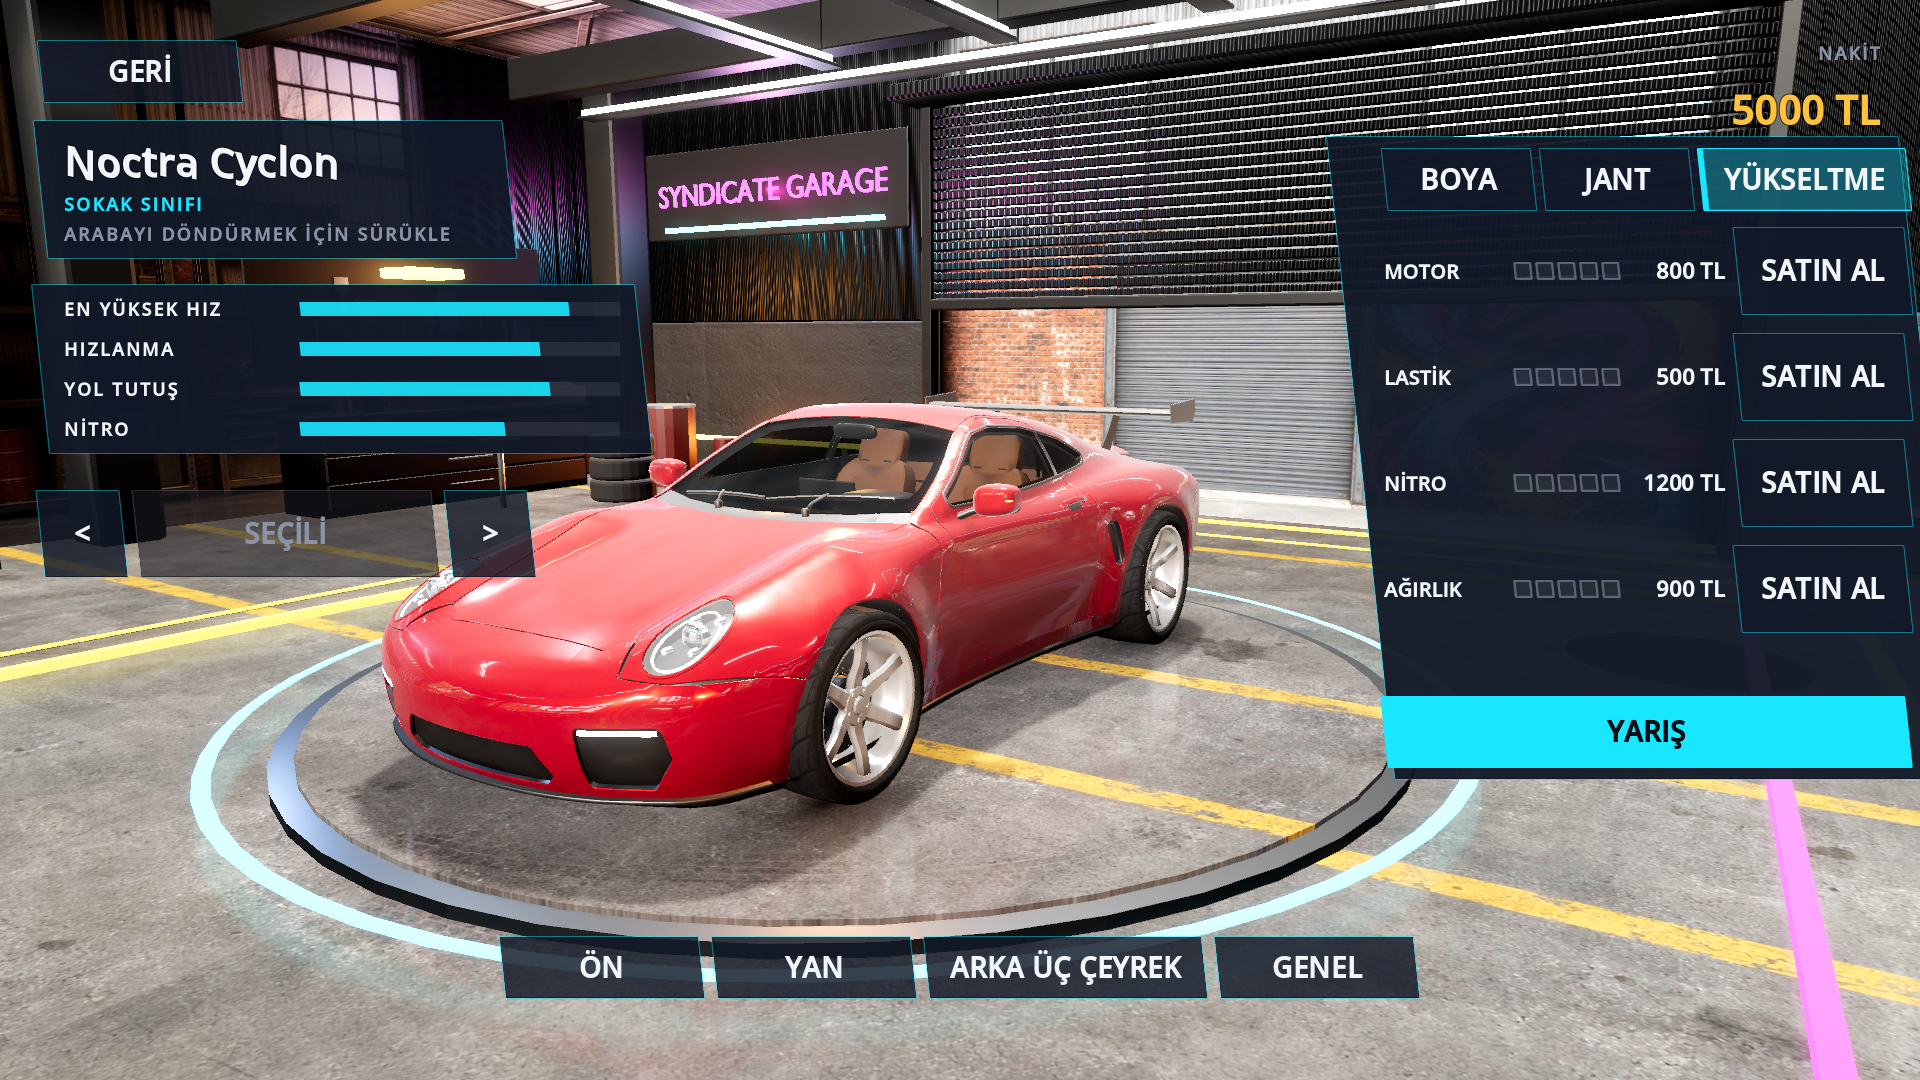 GERİ
NAKİT
5000 TL
Noctra Cyclon
SOKAK SINIFI
ARABAYI DÖNDÜRMEK İÇİN SÜRÜKLE
SYNDICATE GARAGE
BOYA
JANT
YÜKSELTME
EN YÜKSEK HIZ
HIZLANMA
YOL TUTUŞ
NİTRO
<
SEÇİLİ
>
MOTOR 800 TL SATIN AL
LASTİK 500 TL SATIN AL
NİTRO 1200 TL SATIN AL
AĞIRLIK 900 TL SATIN AL
YARIŞ
ÖN
YAN
ARKA ÜÇ ÇEYREK
GENEL